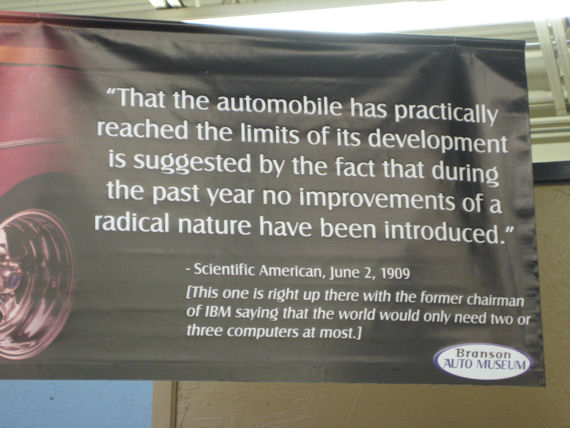 "That the automobile has practically
reached the limits of its development
is suggested by the fact that during
the past year no improvements of a
radical nature have been introduced."
- Scientific American, June 2, 1909
[This one is right up there with the former chairman
of IBM saying that the world would only need two or
three computers at most.]
Branson
AUTO MUSEUM